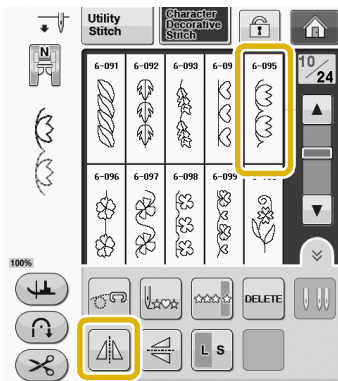 Utility
Stitch
Character
Decorative
Stitch
N
6-091 6-092 6-093 6-09 6-095
10/24
6-096 6-097 6-098 6-099
100%
DELETE
L S